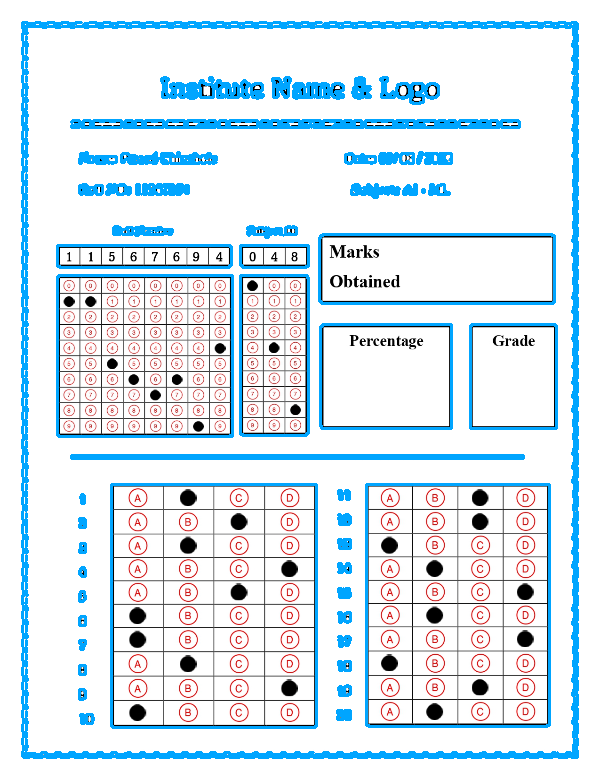 Institute Name & Logo
Name:
Date:
Roll NO: 11567694
Subject: AI - ML
Roll Number
Subject ID
1 1 5 6 7 6 9 4
0 4 8
0 0 0 0 0 0 0 0
1 1 1 1 1 1
2 2 2 2 2 2 2 2
3 3 3 3 3 3 3 3
4 4 4 4 4 4 4
5 5 5 5 5 5 5
6 6 6 6 6 6
7 7 7 7 7 7 7
8 8 8 8 8 8 8 8
9 9 9 9 9 9 9
0 0
1 1 1
2 2 2
3 3 3
4 4
5 5 5
6 6 6
7 7 7
8 8
9 9 9
Marks
Obtained
Percentage
Grade
1 A C D
2 A B D
3 A C D
4 A B C
5 A B D
6 B C D
7 B C D
8 A C D
9 A B C
10 B C D
11 A B D
12 A B D
13 B C D
14 A C D
15 A B C
16 A C D
17 A B C
18 B C D
19 A B D
20 A C D